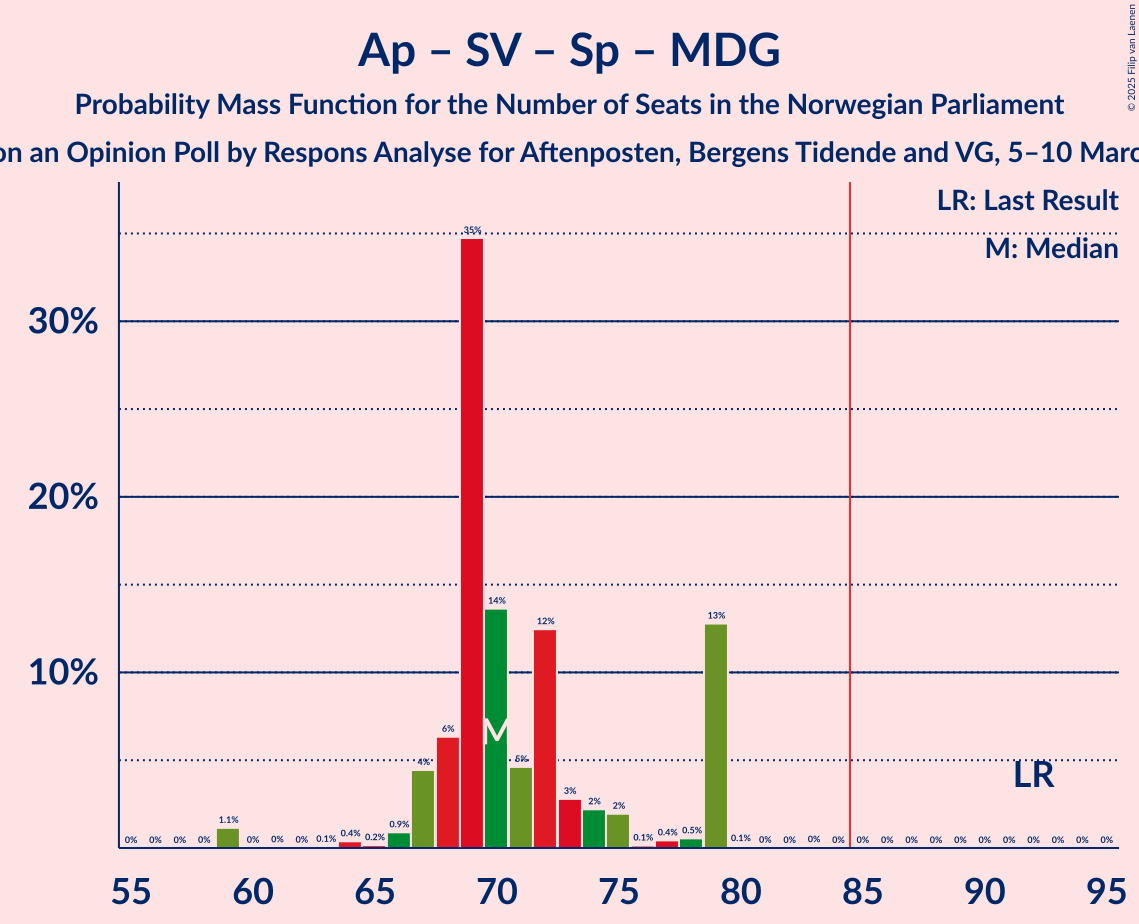 Ap – SV – Sp – MDG
Probability Mass Function for the Number of Seats in the Norwegian Parliament
on an Opinion Poll by Respons Analyse for Aftenposten, Bergens Tidende and VG, 5–10
© 2025 Filip van Laenen
LR: Last Result
M: Median
30%
20%
10%
0% 0% 0% 0% 1.1% 0% 0% 0% 0.1% 0.4% 0.2% 0.9% 4% 6% 35% 14% 5% 12% 3% 2% 2% 0.1% 0.4% 0.5% 13% 0.1% 0% 0% 0% 0% 0% 0% 0% 0% 0% 0% 0% 0% 0% 0% 0%
M
LR
55 60 65 70 75 80 85 90 95